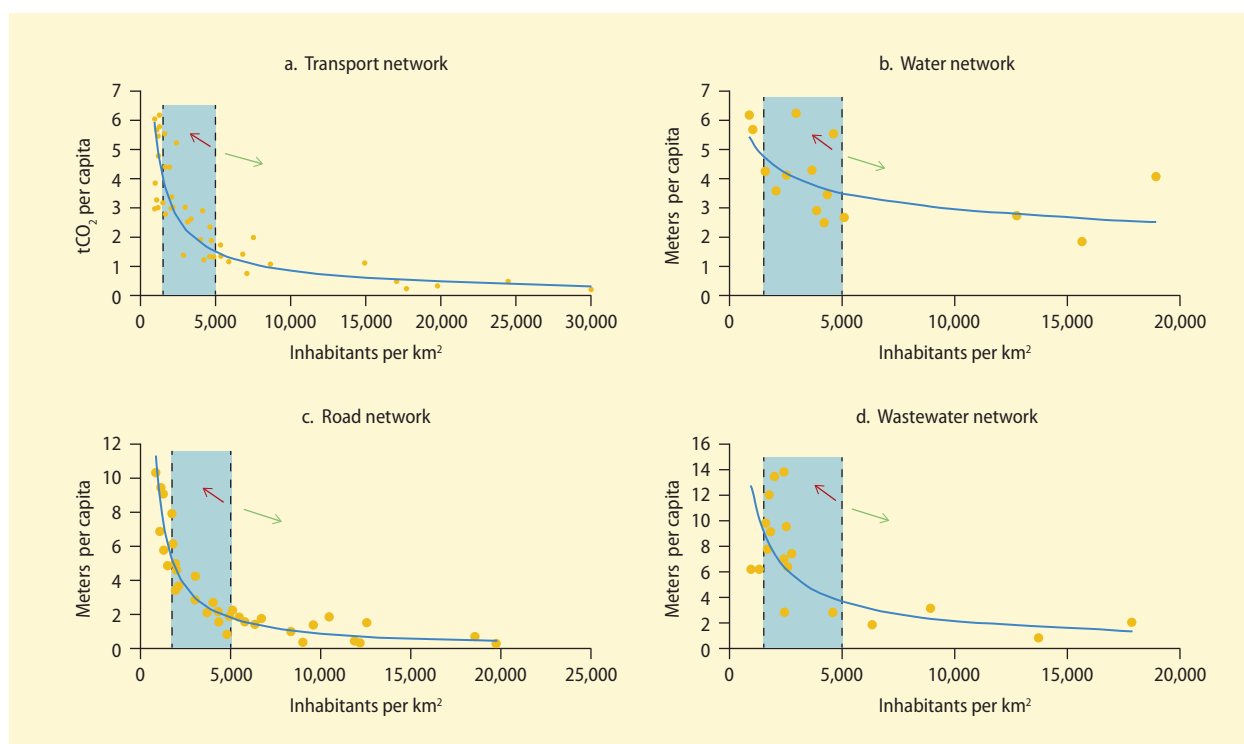 a. Transport network
7
6
5
4
3
2
1
0
tCO2 per capita
0 5,000 10,000 15,000 20,000 25,000 30,000
Inhabitants per km2
b. Water network
7
6
5
4
3
2
1
0
Meters per capita
0 5,000 10,000 15,000 20,000
Inhabitants per km2
c. Road network
12
10
8
6
4
2
0
Meters per capita
0 5,000 10,000 15,000 20,000 25,000
Inhabitants per km2
d. Wastewater network
16
14
12
10
8
6
4
2
0
Meters per capita
0 5,000 10,000 15,000 20,000
Inhabitants per km2